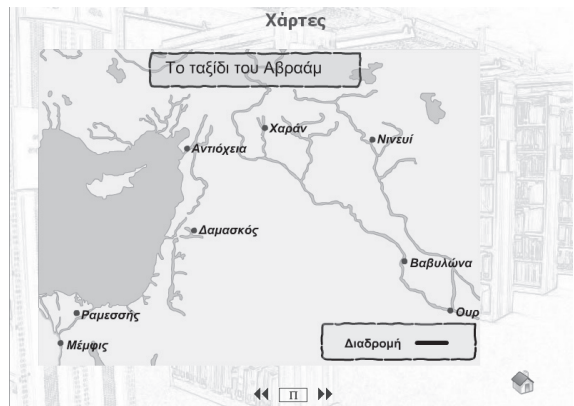 Χάρτες
Το ταξίδι του Αβραάμ
Χαράν
Νινευί
Αντιόχεια
Δαμασκός
Βαβυλώνα
Ουρ
Ραμεσσής
Μέμφις
Διαδρομή
Π